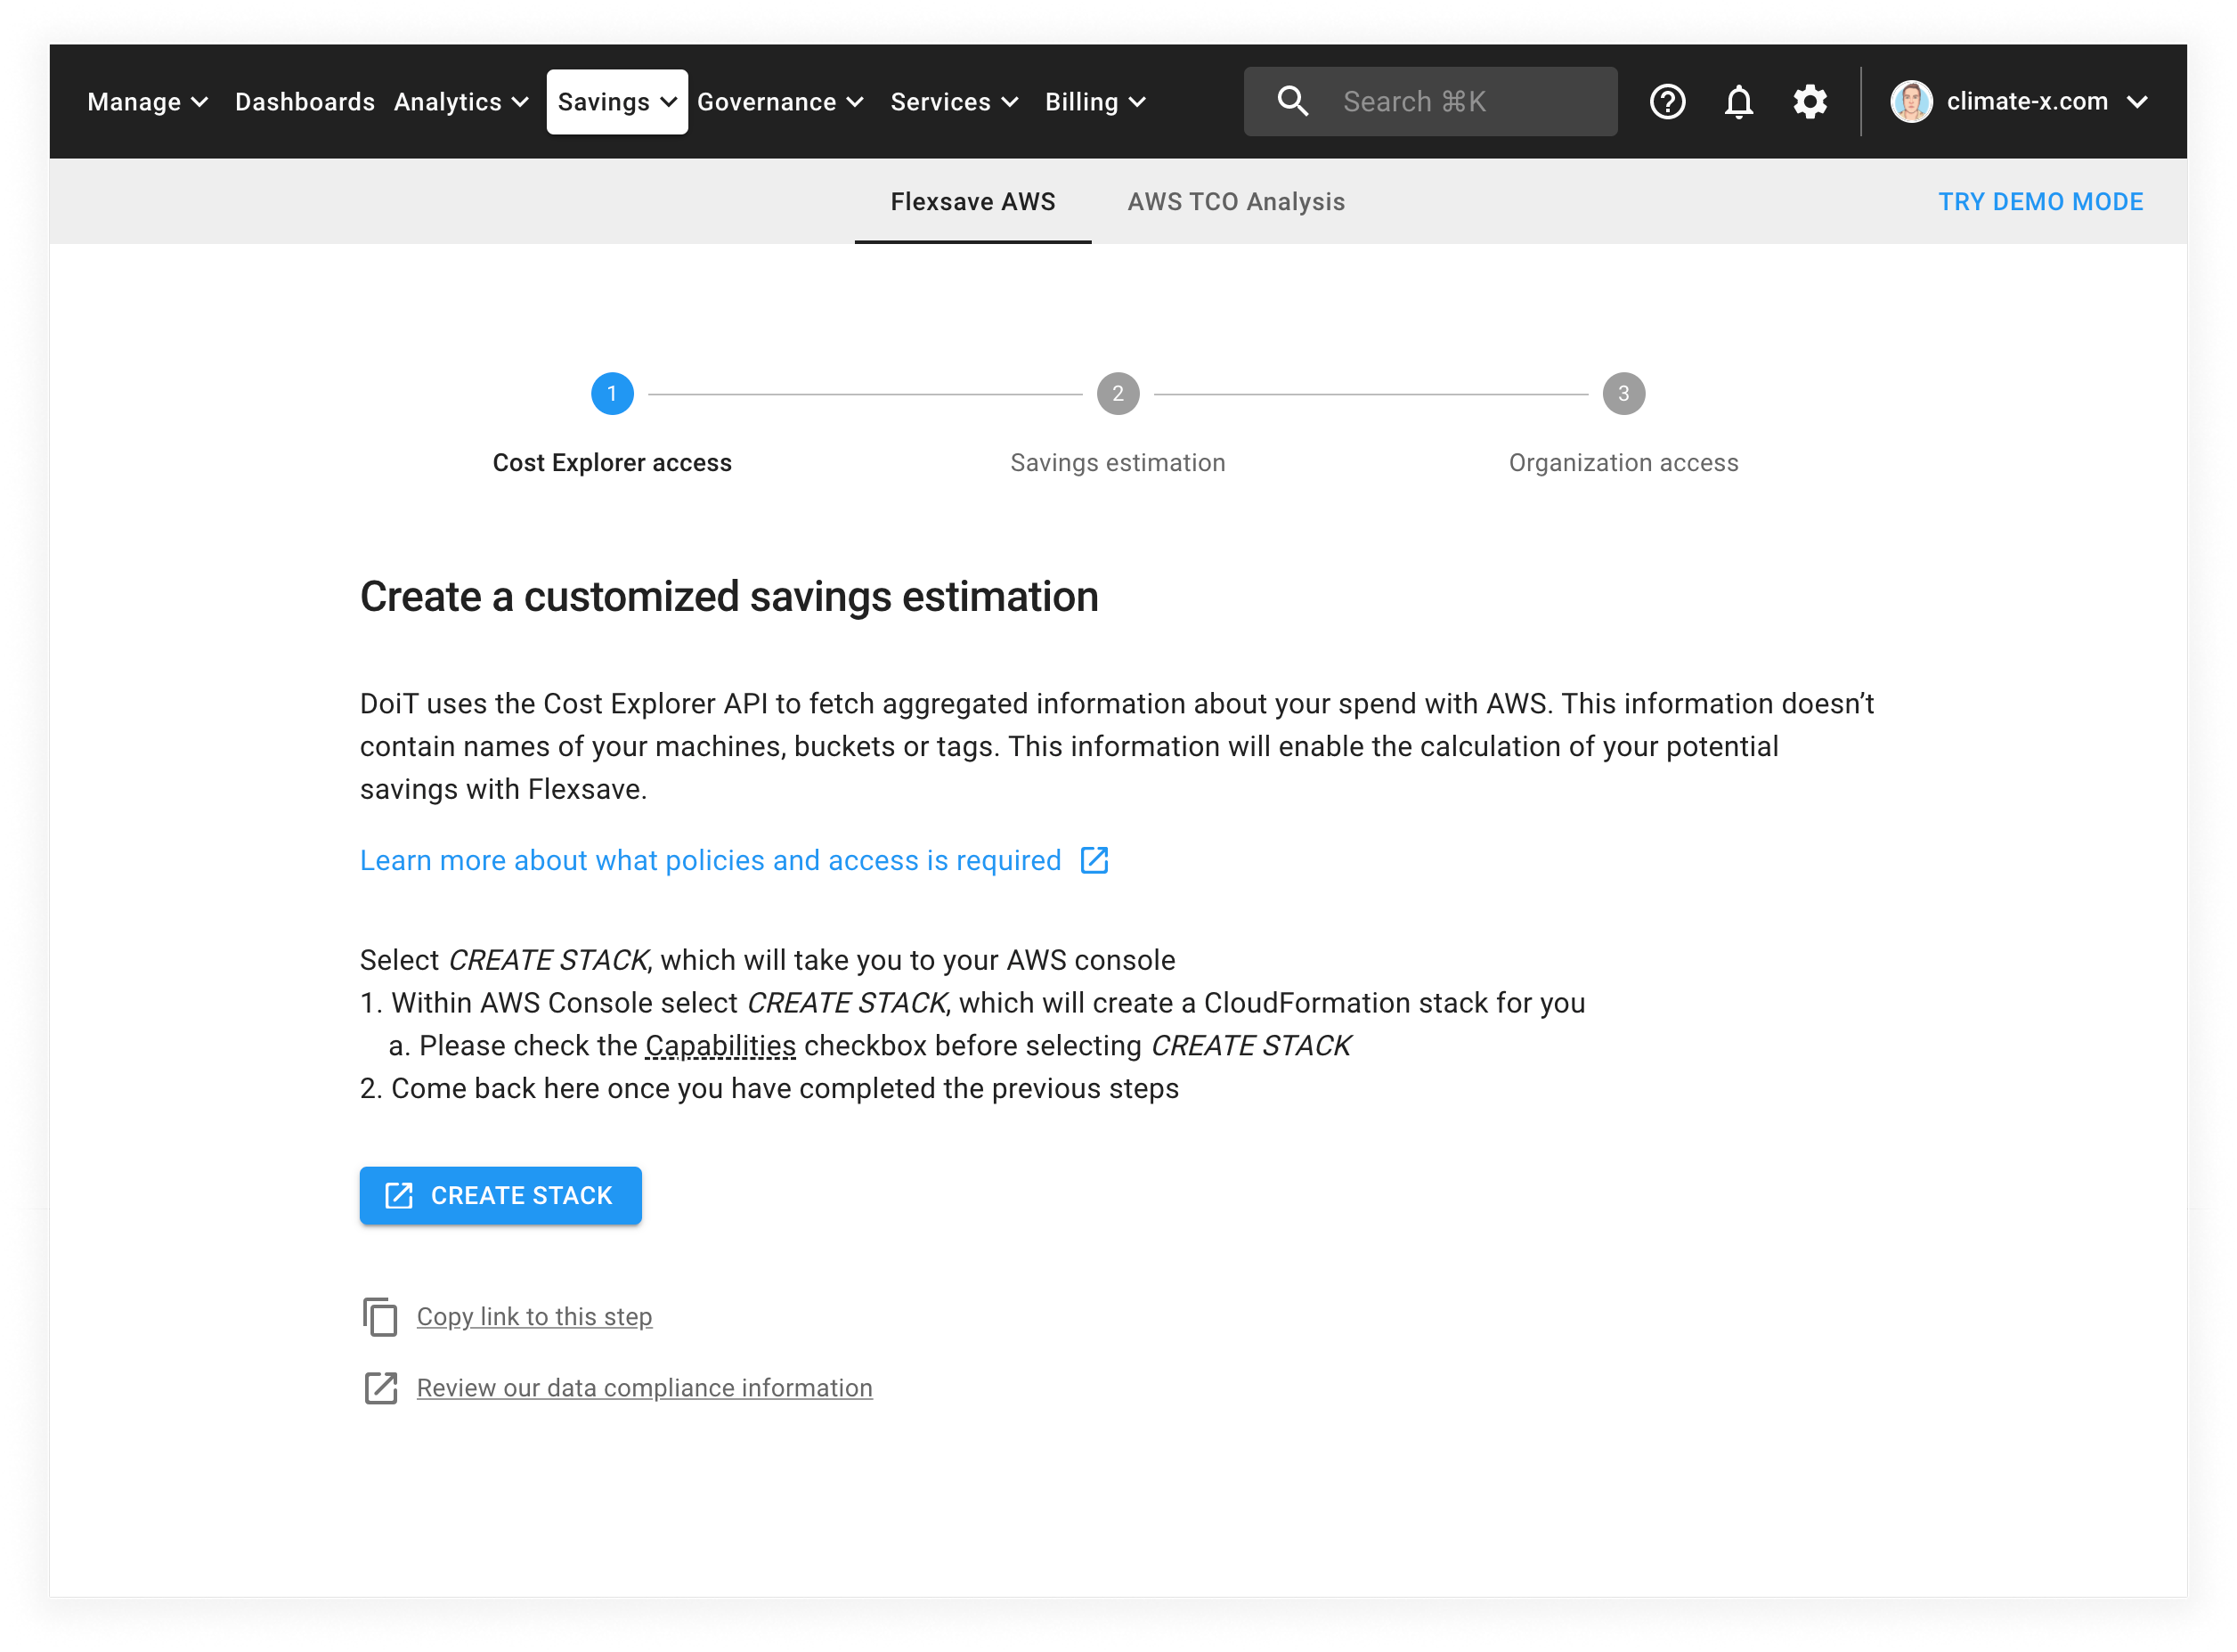 Manage Dashboards Analytics Savings Governance Services Billing Search ⌘K climate-x.com
Flexsave AWS AWS TCO Analysis TRY DEMO MODE
1 2 3
Cost Explorer access Savings estimation Organization access
Create a customized savings estimation
DoiT uses the Cost Explorer API to fetch aggregated information about your spend with AWS. This information doesn’t
contain names of your machines, buckets or tags. This information will enable the calculation of your potential
savings with Flexsave.
Learn more about what policies and access is required
Select CREATE STACK, which will take you to your AWS console
1. Within AWS Console select CREATE STACK, which will create a CloudFormation stack for you
a. Please check the Capabilities checkbox before selecting CREATE STACK
2. Come back here once you have completed the previous steps
CREATE STACK
Copy link to this step
Review our data compliance information